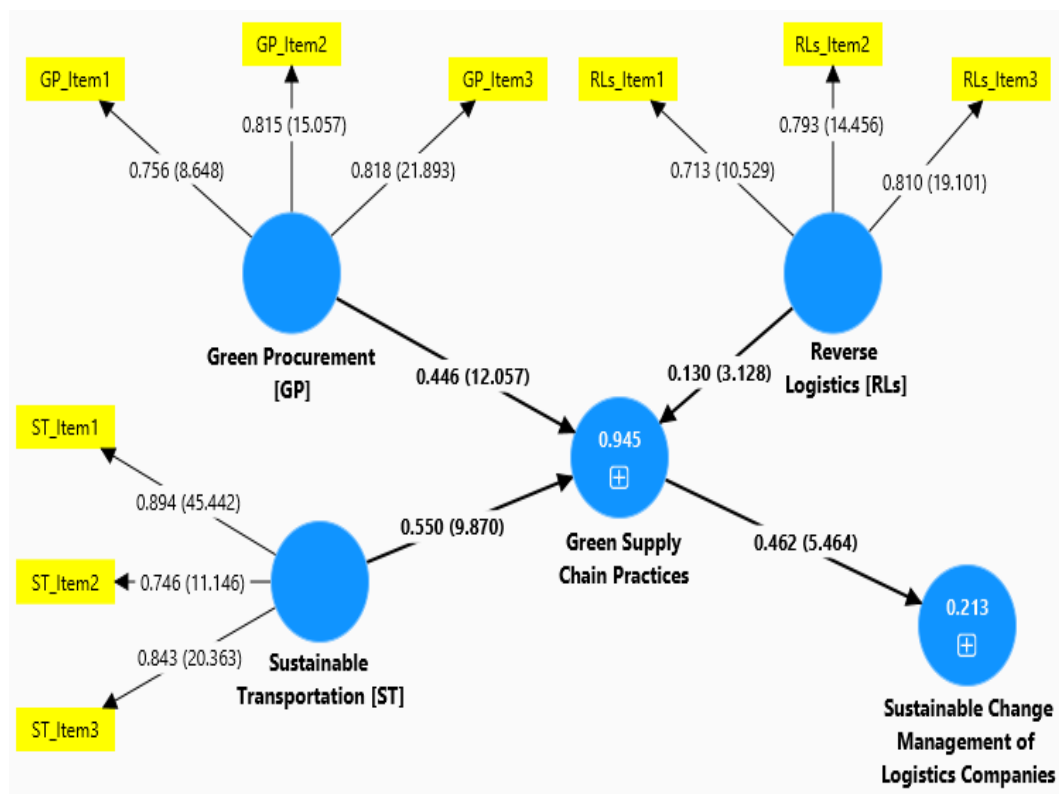 GP_Item2
RLs_Item2
GP_Item1
GP_Item3
RLs_Item1
RLs_Item3
0.815 (15.057)
0.793 (14.456)
0.756 (8.648)
0.818 (21.893)
0.713 (10.529)
0.810 (19.101)
Green Procurement
[GP]
Reverse
Logistics [RLs]
0.446 (12.057)
0.130 (3.128)
ST_Item1
0.945
0.894 (45.442)
0.550 (9.870)
Green Supply
Chain Practices
0.462 (5.464)
ST_Item2
0.746 (11.146)
0.213
0.843 (20.363)
Sustainable
Transportation [ST]
ST_Item3
Sustainable Change
Management of
Logistics Companies